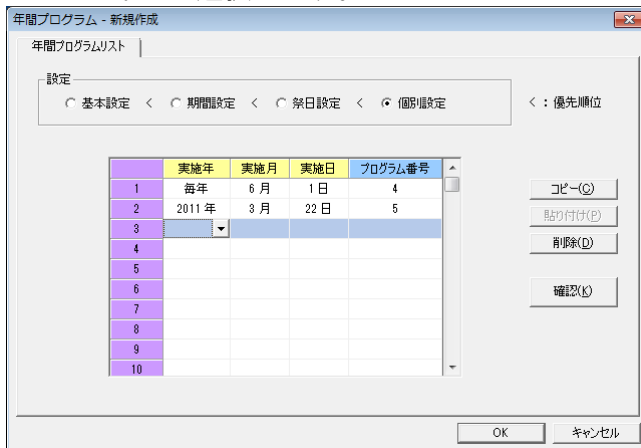 年間プログラム - 新規作成
年間プログラムリスト
設定
基本設定 < 期間設定 < 祭日設定 < 個別設定
< : 優先順位
実施年 実施月 実施日 プログラム番号
1 毎年 6 月 1 日 4
2 2011 年 3 月 22 日 5
3
4
5
6
7
8
9
10
コピー(C)
貼り付け(P)
削除(D)
確認(K)
OK キャンセル